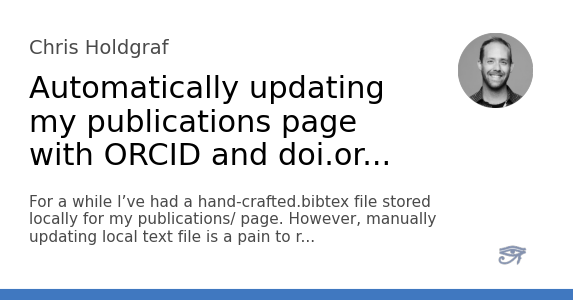 Chris Holdgraf
Automatically updating
my publications page
with ORCID and doi.or...
For a while I’ve had a hand-crafted.bibtex file stored
locally for my publications/ page. However, manually
updating local text file is a pain to r...